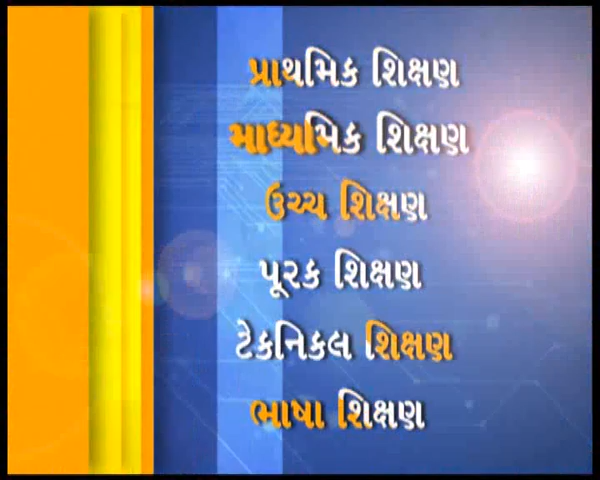 પ્રાથમિક શિક્ષણ
માધ્યમિક શિક્ષણ
ઉચ્ચ શિક્ષણ
પૂરક શિક્ષણ
ટેકનિકલ શિક્ષણ
ભાષા શિક્ષણ